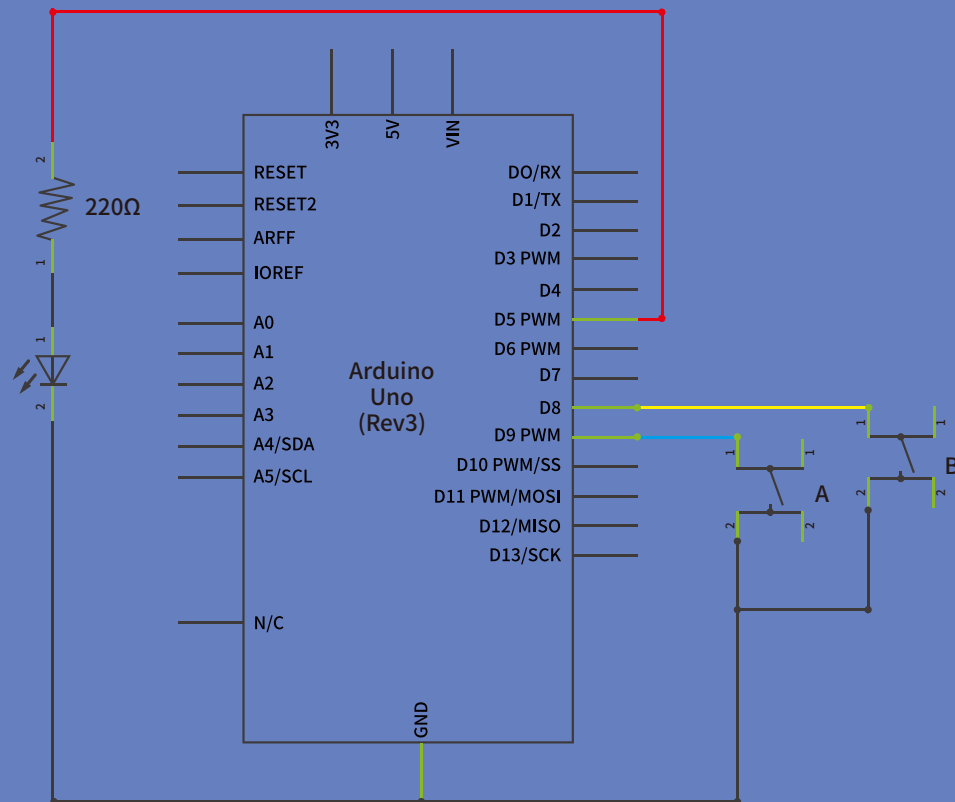 3V3
5V
VIN
RESET
RESET2
ARFF
IOREF
A0
A1
A2
A3
A4/SDA
A5/SCL
N/C
DO/RX
D1/TX
D2
D3 PWM
D4
D5 PWM
D6 PWM
D7
D8
D9 PWM
D10 PWM/SS
D11 PWM/MOSI
D12/MISO
D13/SCK
Arduino
Uno
(Rev3)
GND
2
220Ω
1
1
2
1
1
A
2
2
1
1
B
2
2